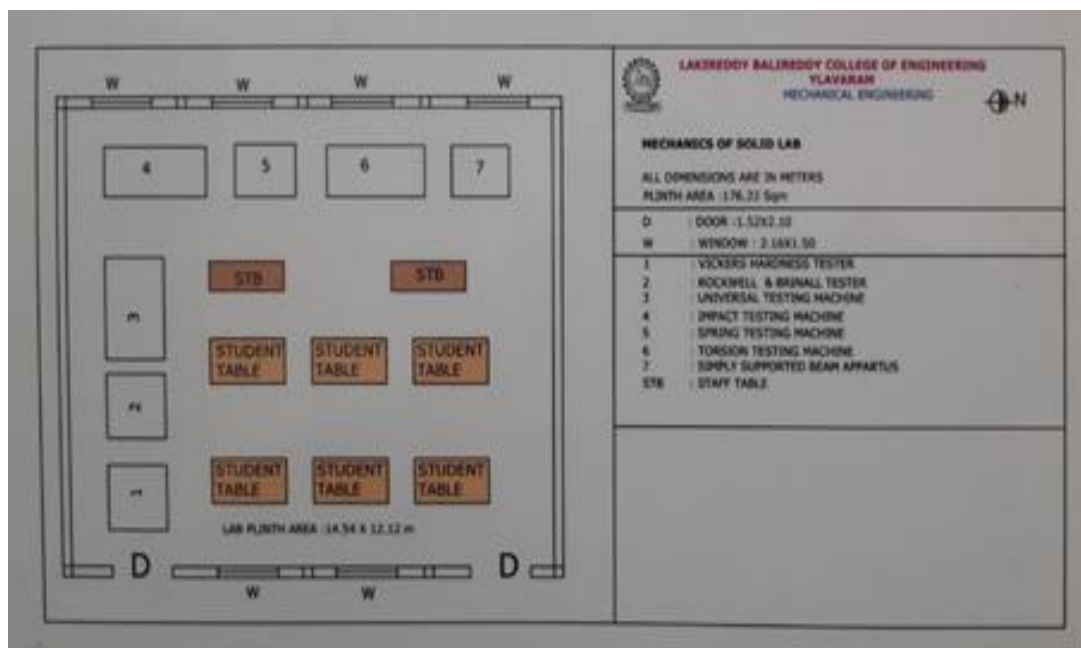 W W W W
4 5 6 7
STB STB
3
STUDENT TABLE STUDENT TABLE STUDENT TABLE
2
STUDENT TABLE STUDENT TABLE STUDENT TABLE
1
LAB PLINTH AREA :14.54 X 12.12 m
D D
W W
LAKIREDDY BALIREDDY COLLEGE OF ENGINEERING
YLAVARAM
MECHANICAL ENGINEERING
N
MECHANICS OF SOLID LAB
ALL DIMENSIONS ARE IN METERS
PLINTH AREA :176.22 Sqm
D : DOOR :1.52X2.10
W : WINDOW : 2.16X1.50
1 : VICKERS HARDNESS TESTER
2 : ROCKWELL & BRINALL TESTER
3 : UNIVERSAL TESTING MACHINE
4 : IMPACT TESTING MACHINE
5 : SPRING TESTING MACHINE
6 : TORSION TESTING MACHINE
7 : SIMPLY SUPPORTED BEAM APPARTUS
STB : STAFF TABLE